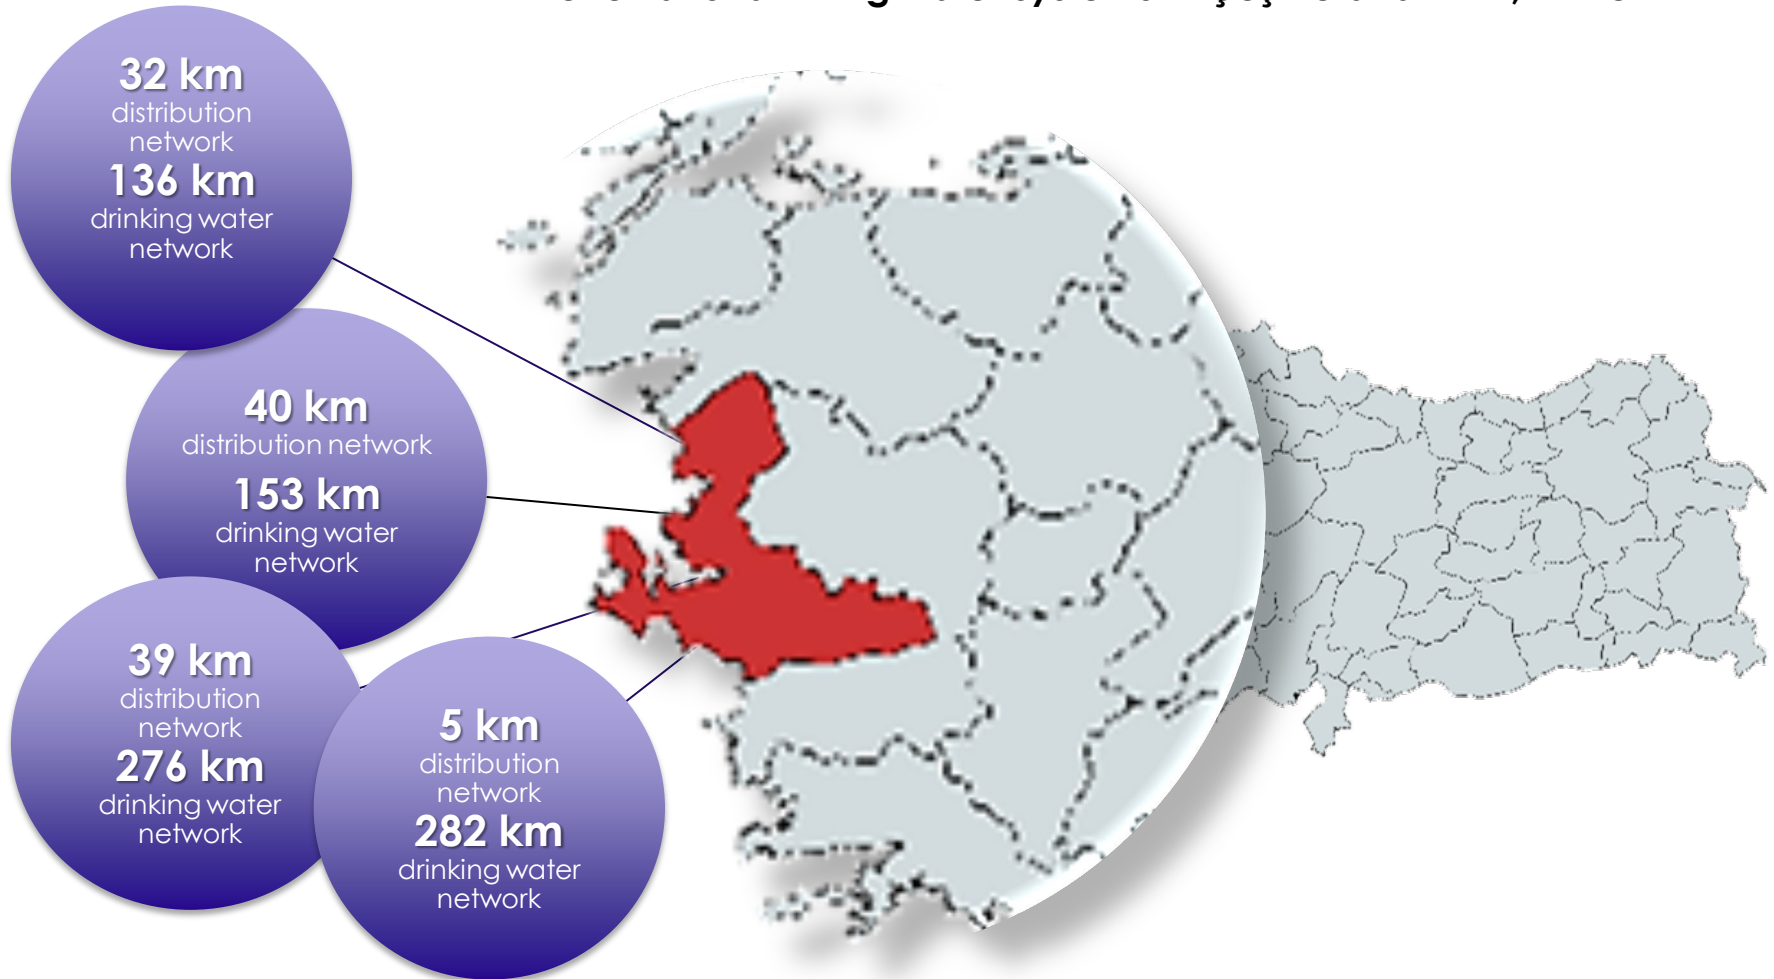 32 km
distribution
network
136 km
drinking water
network
40 km
distribution network
153 km
drinking water
network
39 km
distribution
network
276 km
drinking water
network
5 km
distribution
network
282 km
drinking water
network